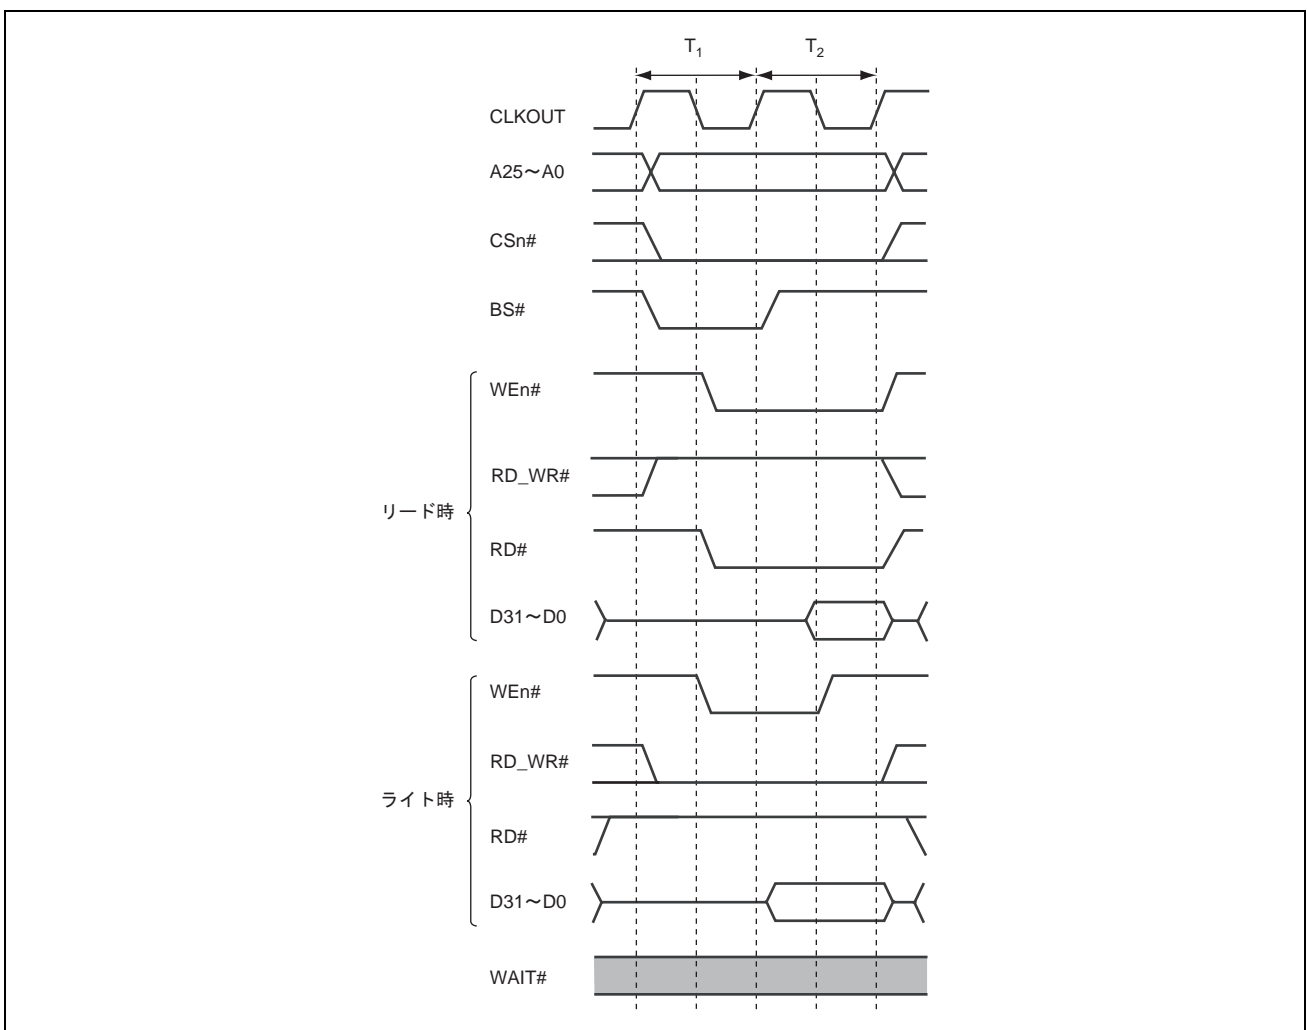 T1 T2
CLKOUT
A25～A0
CSn#
BS#
リード時
WEn#
RD_WR#
RD#
D31～D0
ライト時
WEn#
RD_WR#
RD#
D31～D0
WAIT#